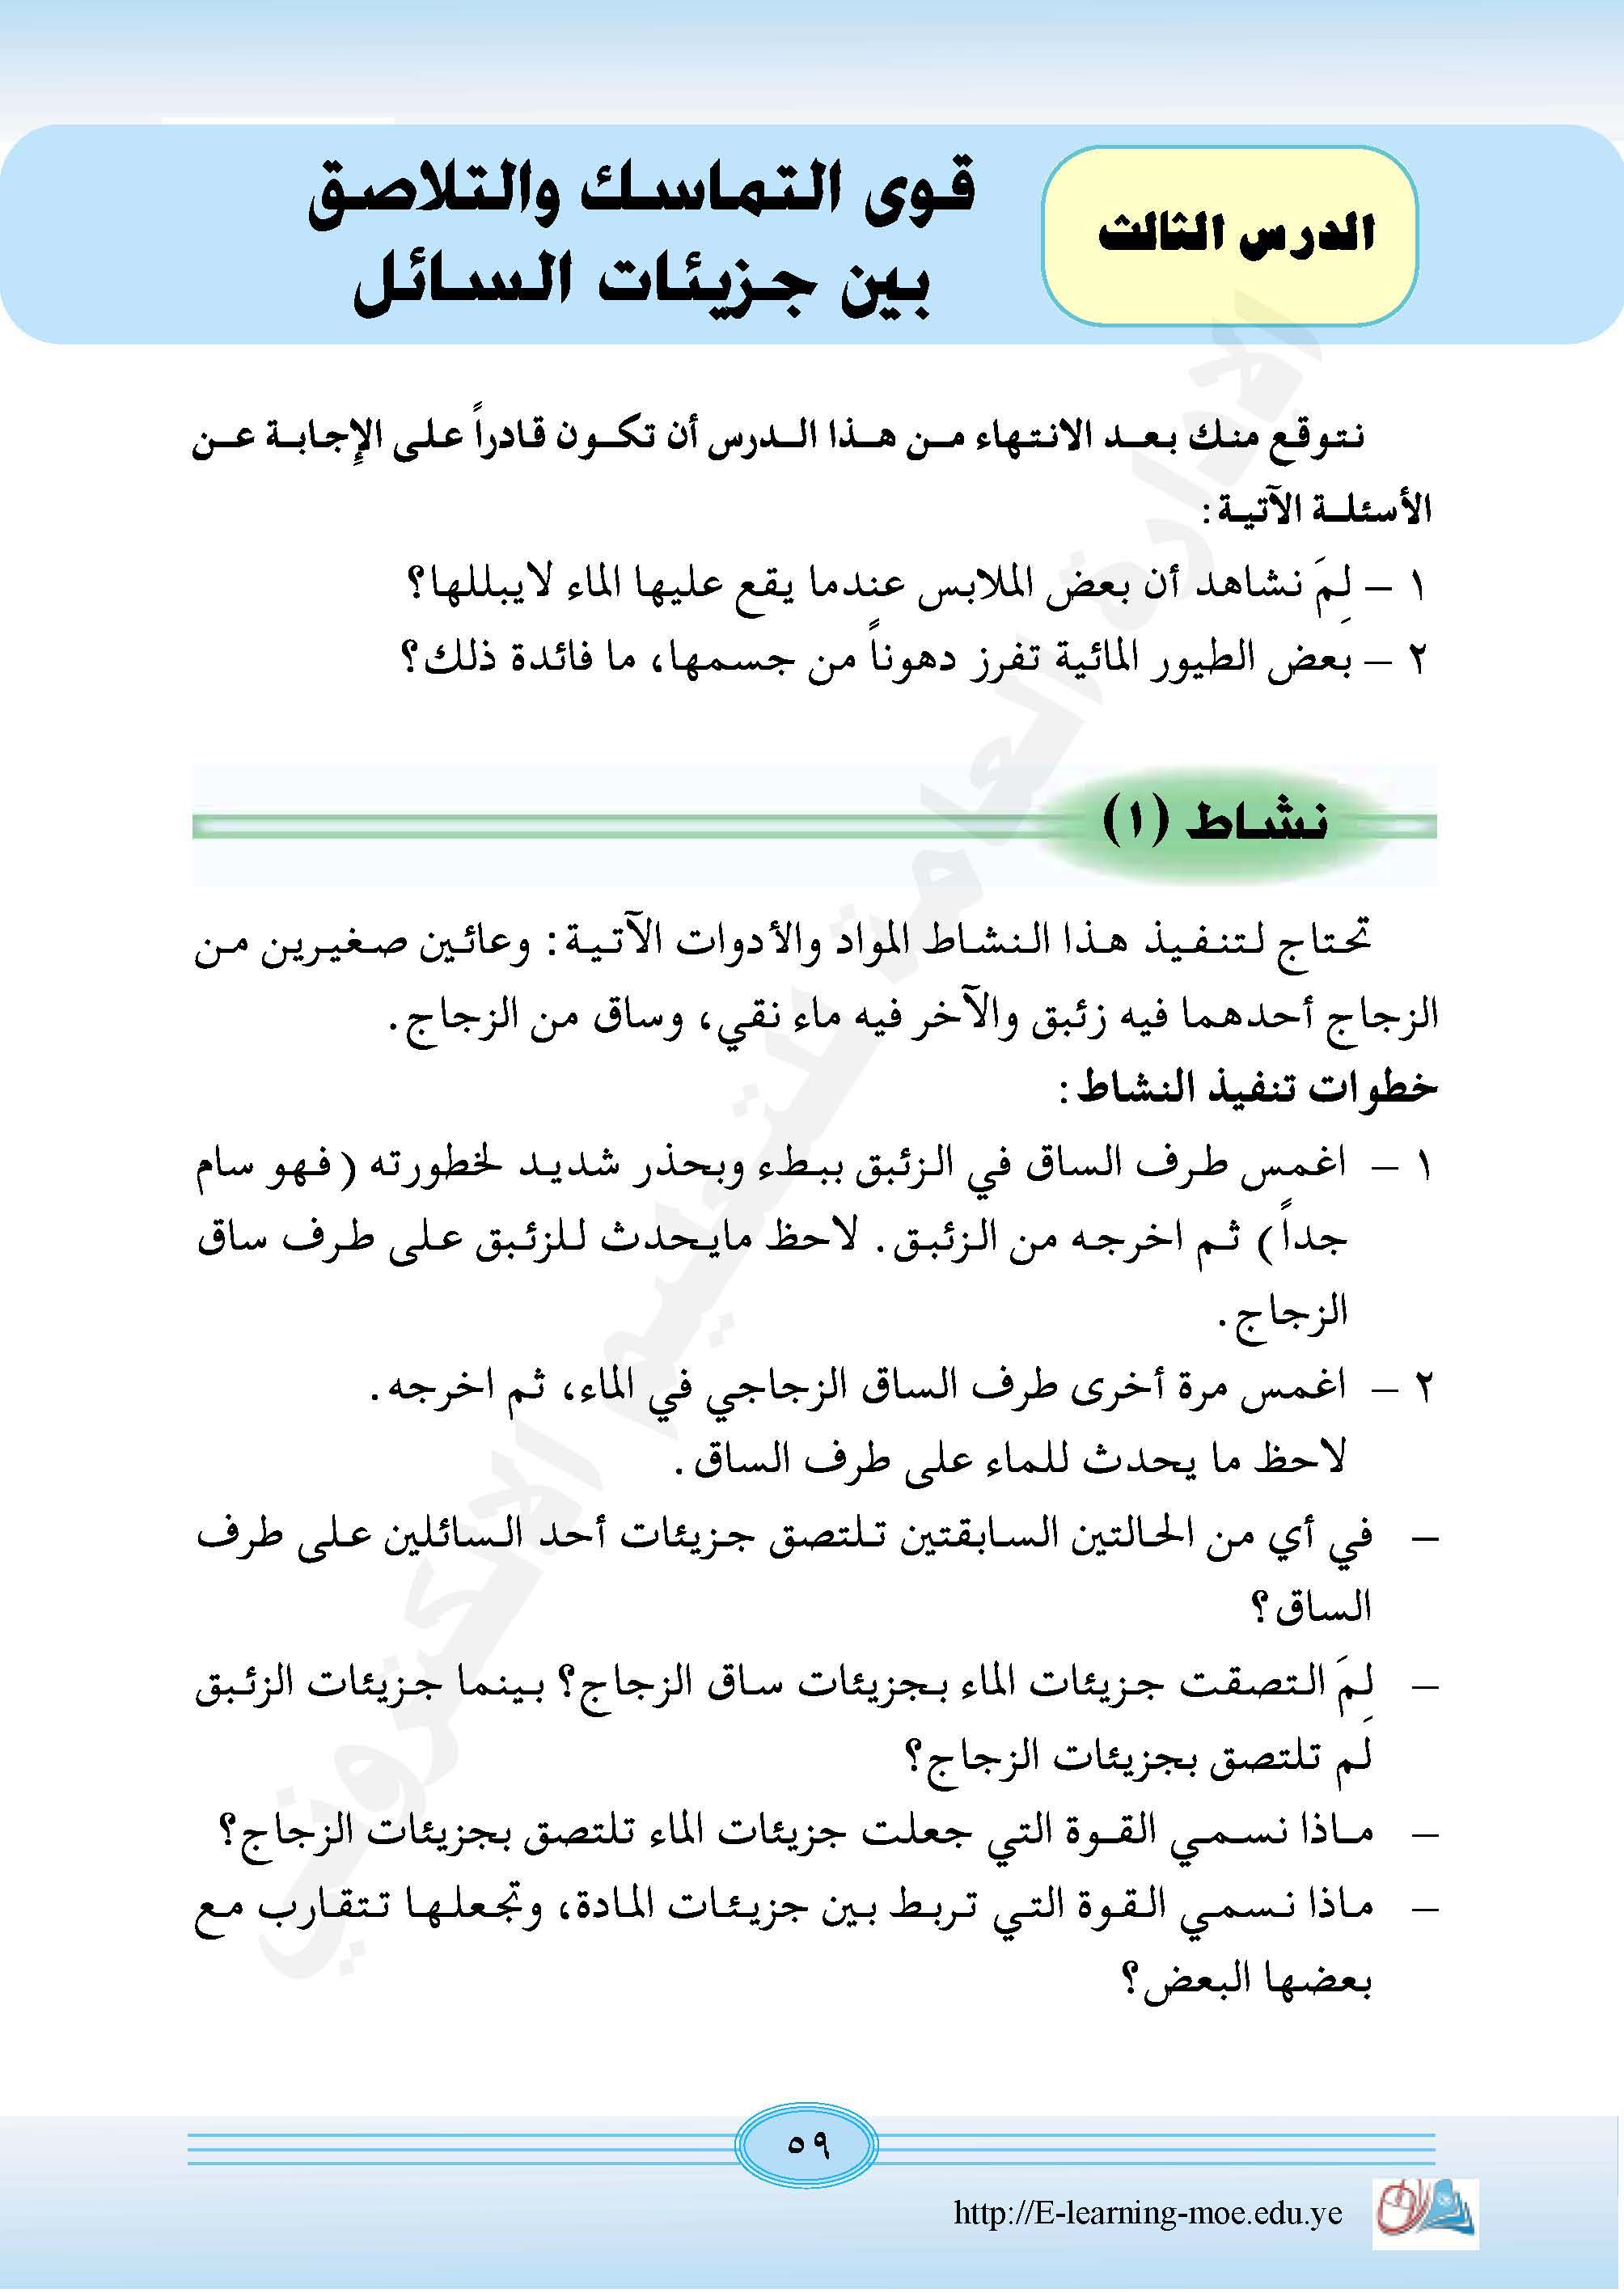 الدرس الثالث
قوى التماسك والتلاصق
بين جزيئات السائل
نتوقع منك بعد الانتهاء من هذا الدرس أن تكون قادراً على الإجابة عن
الأسئلة الآتية:
١ – لِمَ نشاهد أن بعض الملابس عندما يقع عليها الماء لايبللها؟
٢ – بعض الطيور المائية تفرز دهوناً من جسمها، ما فائدة ذلك؟
نشاط (١)
تحتاج لتنفيذ هذا النشاط المواد والأدوات الآتية: وعائين صغيرين من
الزجاج أحدهما فيه زئبق والآخر فيه ماء نقي، وساق من الزجاج.
خطوات تنفيذ النشاط:
١ – اغمس طرف الساق في الزئبق ببطء وبحذر شديد لخطورته (فهو سام
جداً) ثم اخرجه من الزئبق. لاحظ مايحدث للزئبق على طرف ساق
الزجاج.
٢ – اغمس مرة أخرى طرف الساق الزجاجي في الماء، ثم اخرجه.
لاحظ ما يحدث للماء على طرف الساق.
– في أي من الحالتين السابقتين تلتصق جزيئات أحد السائلين على طرف
الساق؟
– لِمَ التصقت جزيئات الماء بجزيئات ساق الزجاج؟ بينما جزيئات الزئبق
لَم تلتصق بجزيئات الزجاج؟
– ماذا نسمي القوة التي جعلت جزيئات الماء تلتصق بجزيئات الزجاج؟
– ماذا نسمي القوة التي تربط بين جزيئات المادة، وتجعلها تتقارب مع
بعضها البعض؟
الادارة العامة للتعليم الالكتروني
٥٩
http://E-learning-moe.edu.ye